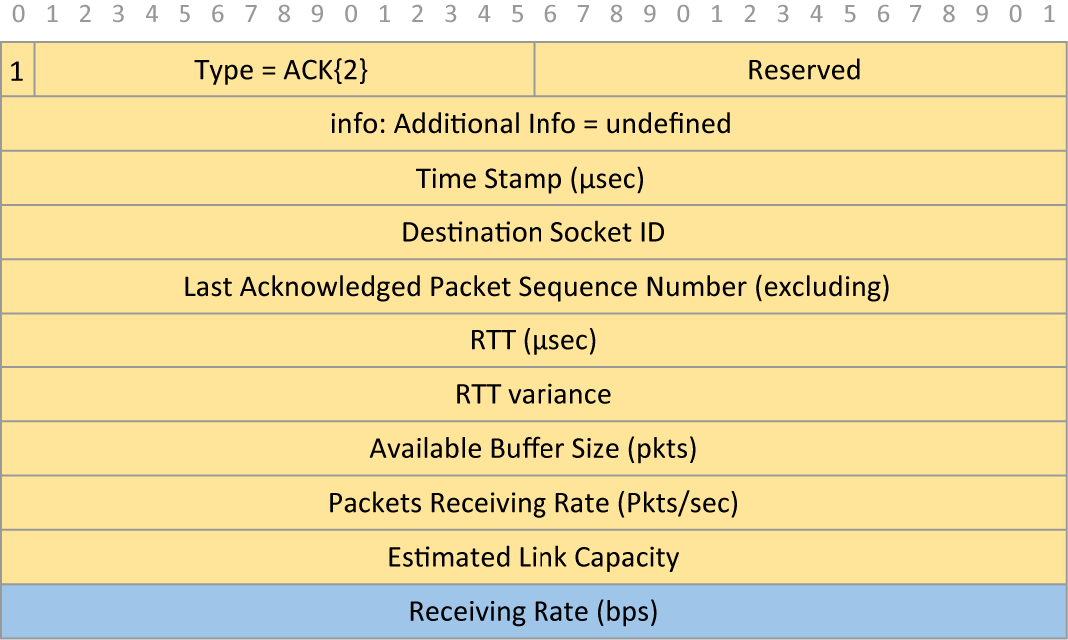 0 1 2 3 4 5 6 7 8 9 0 1 2 3 4 5 6 7 8 9 0 1 2 3 4 5 6 7 8 9 0 1
1 Type = ACK{2} Reserved
info: Additional Info = undefined
Time Stamp (μsec)
Destination Socket ID
Last Acknowledged Packet Sequence Number (excluding)
RTT (μsec)
RTT variance
Available Buffer Size (pkts)
Packets Receiving Rate (Pkts/sec)
Estimated Link Capacity
Receiving Rate (bps)